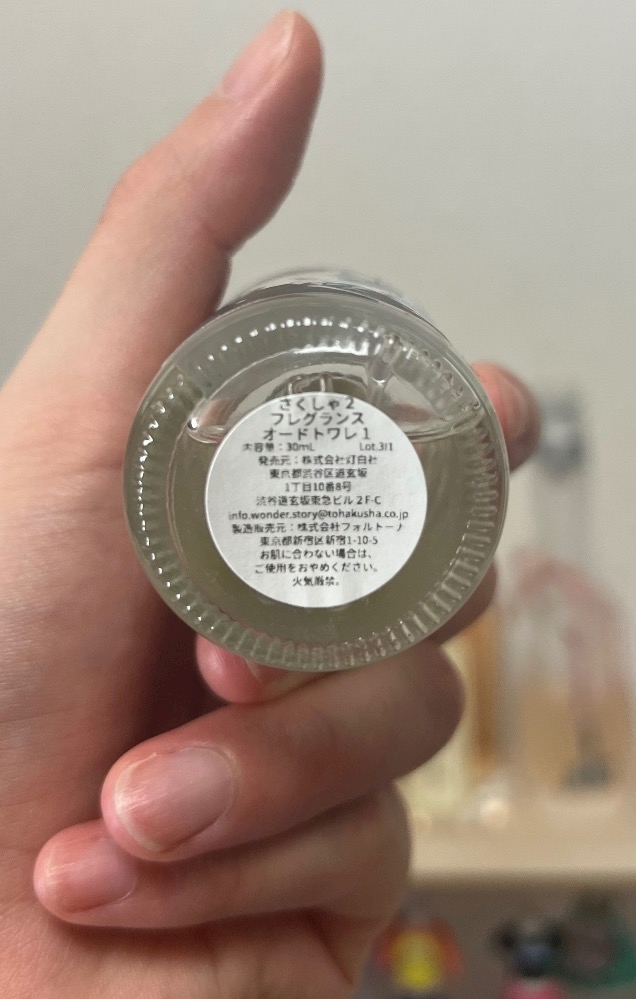 さくしゃ2
フレグランス
オードトワレ1
内容量：30mL Lot.3I1
発売元：株式会社灯白社
東京都渋谷区道玄坂
1丁目10番8号
渋谷道玄坂東急ビル2F-C
info.wonder.story@tohakusha.co.jp
製造販売元：株式会社フォルトーナ
東京都新宿区新宿1-10-5
お肌に合わない場合は、
ご使用をおやめください。
火気厳禁。